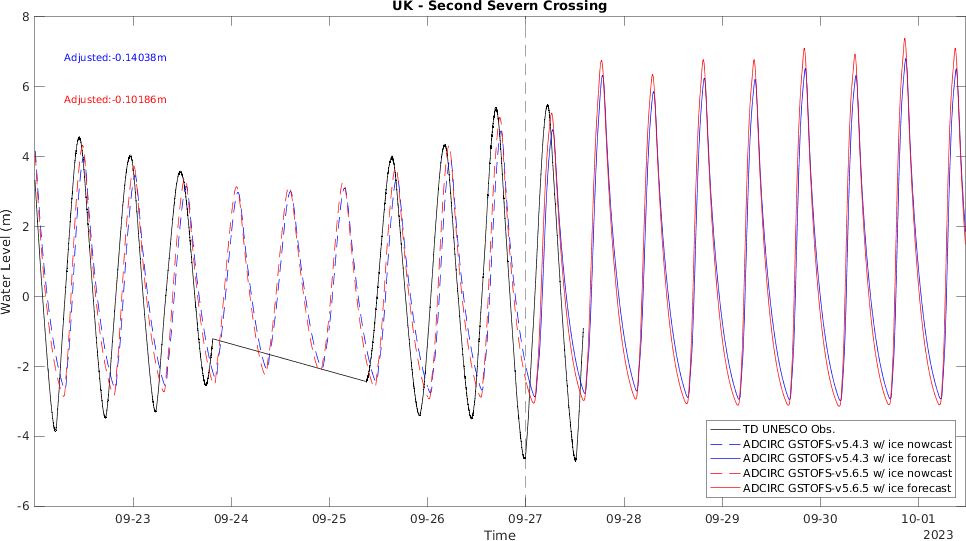 UK - Second Severn Crossing
8
6
4
2
0
-2
-4
-6
Water Level (m)
Adjusted:-0.14038m
Adjusted:-0.10186m
TD UNESCO Obs.
ADCIRC GSTOFS-v5.4.3 w/ ice nowcast
ADCIRC GSTOFS-v5.4.3 w/ ice forecast
ADCIRC GSTOFS-v5.6.5 w/ ice nowcast
ADCIRC GSTOFS-v5.6.5 w/ ice forecast
09-23 09-24 09-25 09-26 09-27 09-28 09-29 09-30 10-01
Time
2023